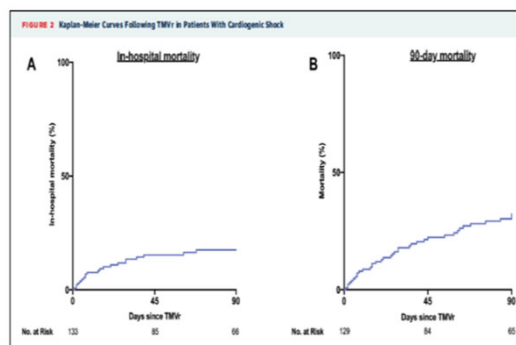 FIGURE 2 Kaplan-Meier Curves Following TMVr in Patients With Cardiogenic Shock
A
In-hospital mortality
In-hospital mortality (%)
100
50
0
0 45 90
Days since TMVr
No. at Risk 133 85 66
B
90-day mortality
Mortality (%)
100
50
0
0 45 90
Days since TMVr
No. at Risk 129 84 65